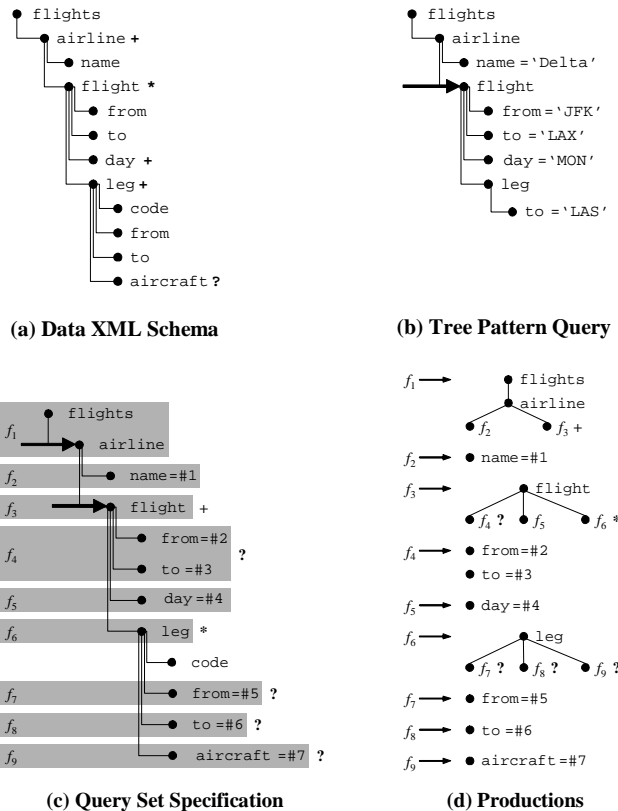 flights
airline +
name
flight *
from
to
day +
leg +
code
from
to
aircraft ?
(a) Data XML Schema
flights
airline
name =‘Delta’
flight
from =‘JFK’
to =‘LAX’
day =‘MON’
leg
to =‘LAS’
(b) Tree Pattern Query
f1 flights
airline
f2 name=#1
f3 flight +
f4 from=#2 ?
to =#3
f5 day =#4
f6 leg *
code
f7 from=#5 ?
f8 to =#6 ?
f9 aircraft =#7 ?
(c) Query Set Specification
f1 flights
airline
f2 f3 +
f2 name=#1
f3 flight
f4 ? f5 f6 *
f4 from=#2
to =#3
f5 day=#4
f6 leg
f7 ? f8 ? f9 ?
f7 from=#5
f8 to =#6
f9 aircraft=#7
(d) Productions